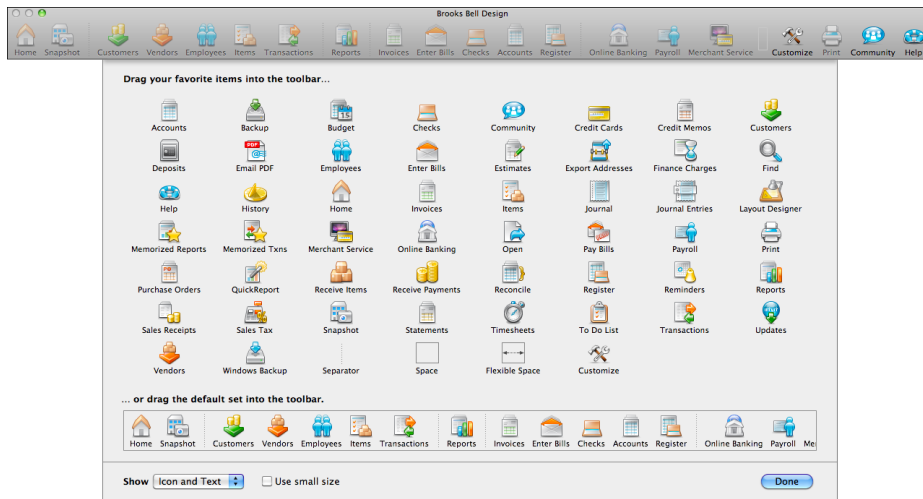 Brooks Bell Design
Home Snapshot Customers Vendors Employees Items Transactions Reports Invoices Enter Bills Checks Accounts Register Online Banking Payroll Merchant Service Customize Print Community Help
Drag your favorite items into the toolbar...
Accounts Backup Budget Checks Community Credit Cards Credit Memos Customers
Deposits Email PDF Employees Enter Bills Estimates Export Addresses Finance Charges Find
Help History Home Invoices Items Journal Journal Entries Layout Designer
Memorized Reports Memorized Txns Merchant Service Online Banking Open Pay Bills Payroll Print
Purchase Orders QuickReport Receive Items Receive Payments Reconcile Register Reminders Reports
Sales Receipts Sales Tax Snapshot Statements Timesheets To Do List Transactions Updates
Vendors Windows Backup Separator Space Flexible Space Customize
... or drag the default set into the toolbar.
Home Snapshot Customers Vendors Employees Items Transactions Reports Invoices Enter Bills Checks Accounts Register Online Banking Payroll Me
Show Icon and Text Use small size Done